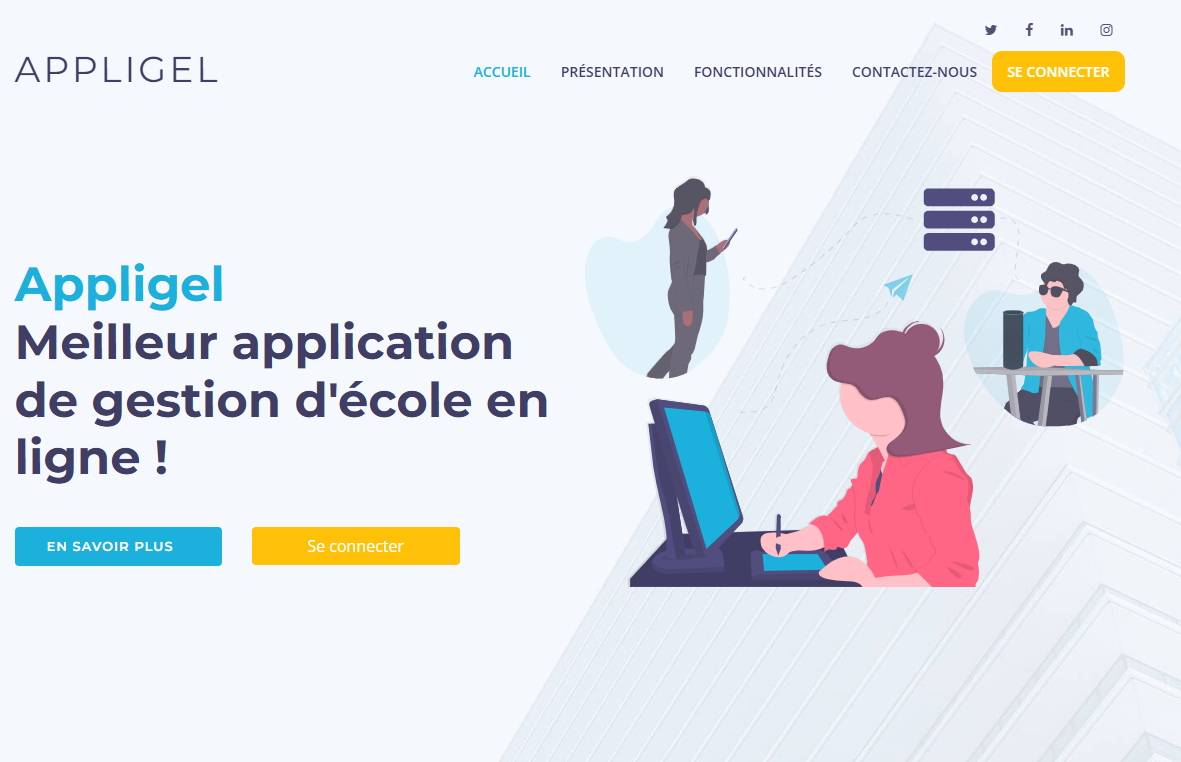 APPLIGEL
ACCUEIL PRÉSENTATION FONCTIONNALITÉS CONTACTEZ-NOUS SE CONNECTER
Appligel
Meilleur application
de gestion d'école en
ligne !
EN SAVOIR PLUS Se connecter